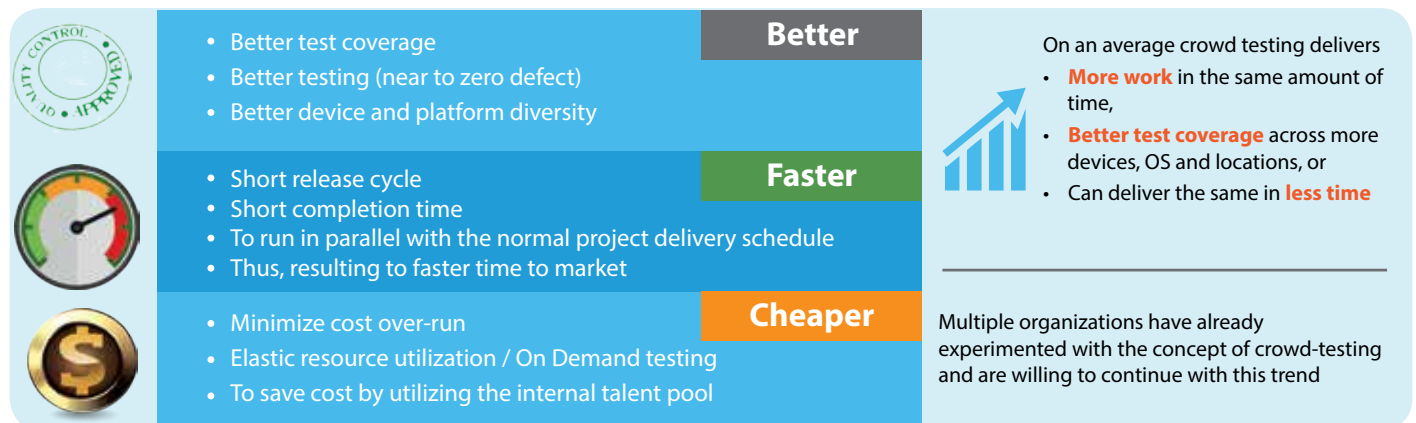 QUALITY CONTROL
APPROVED
Better
• Better test coverage
• Better testing (near to zero defect)
• Better device and platform diversity
Faster
• Short release cycle
• Short completion time
• To run in parallel with the normal project delivery schedule
• Thus, resulting to faster time to market
Cheaper
• Minimize cost over-run
• Elastic resource utilization / On Demand testing
• To save cost by utilizing the internal talent pool
$
On an average crowd testing delivers
• More work in the same amount of
time,
• Better test coverage across more
devices, OS and locations, or
• Can deliver the same in less time
Multiple organizations have already
experimented with the concept of crowd-testing
and are willing to continue with this trend